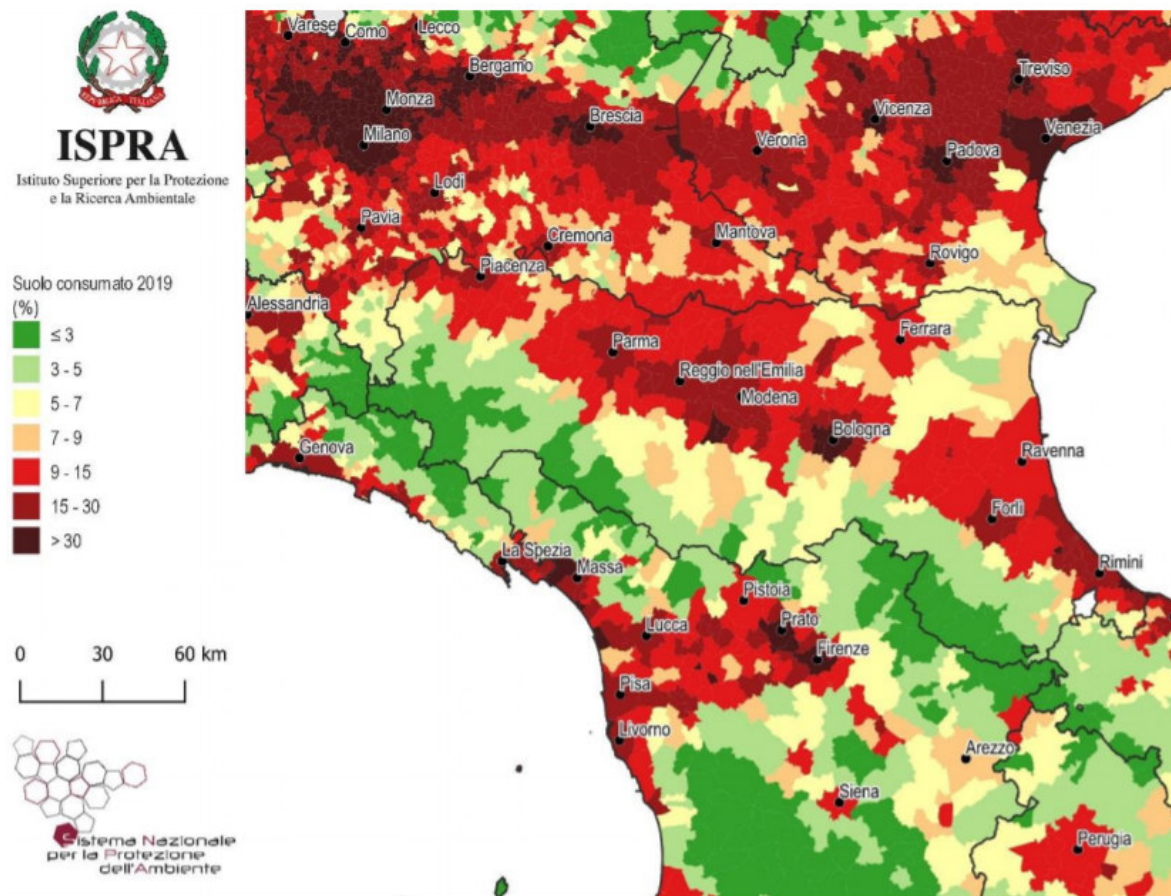 REPVBBLICA ITALIANA
ISPRA
Istituto Superiore per la Protezione
e la Ricerca Ambientale
Suolo consumato 2019
(%)
≤ 3
3 - 5
5 - 7
7 - 9
9 - 15
15 - 30
> 30
0 30 60 km
Sistema Nazionale
per la Protezione
dell'Ambiente
Varese
Como
Lecco
Bergamo
Monza
Milano
Brescia
Treviso
Vicenza
Venezia
Verona
Padova
Lodi
Pavia
Cremona
Mantova
Rovigo
Piacenza
Alessandria
Ferrara
Parma
Reggio nell'Emilia
Modena
Bologna
Genova
Ravenna
Forlì
La Spezia
Massa
Rimini
Pistoia
Prato
Lucca
Firenze
Pisa
Livorno
Arezzo
Siena
Perugia